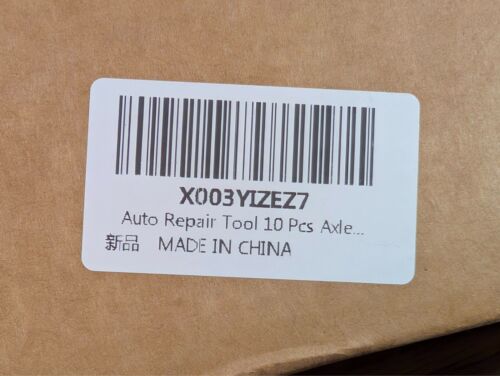 X003YIZEZ7
Auto Repair Tool 10 Pcs Axle...
新品 MADE IN CHINA